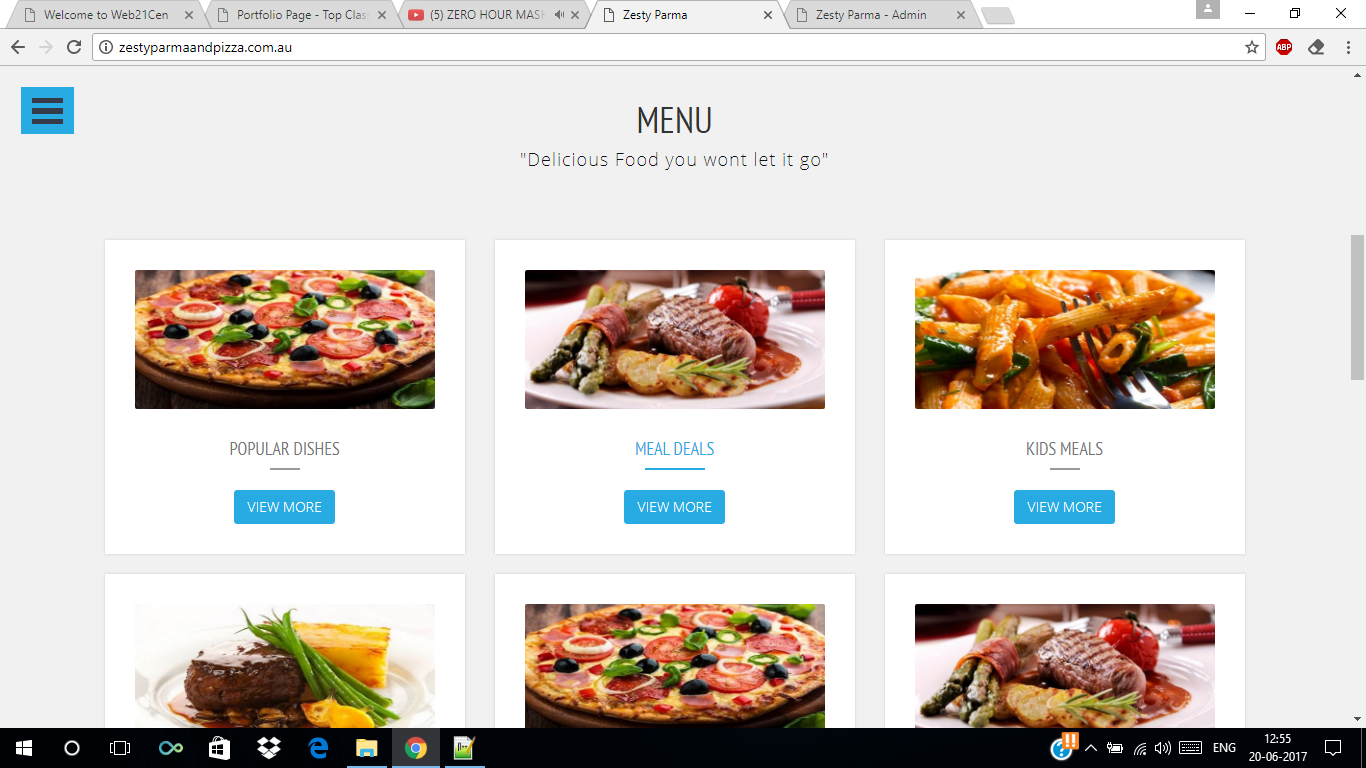 Welcome to Web21Cen
Portfolio Page - Top Clas
(5) ZERO HOUR MASH
Zesty Parma
Zesty Parma - Admin
zestyparmaandpizza.com.au
ABP
MENU
"Delicious Food you wont let it go"
POPULAR DISHES
MEAL DEALS
KIDS MEALS
VIEW MORE
VIEW MORE
VIEW MORE
ENG
12:55
20-06-2017